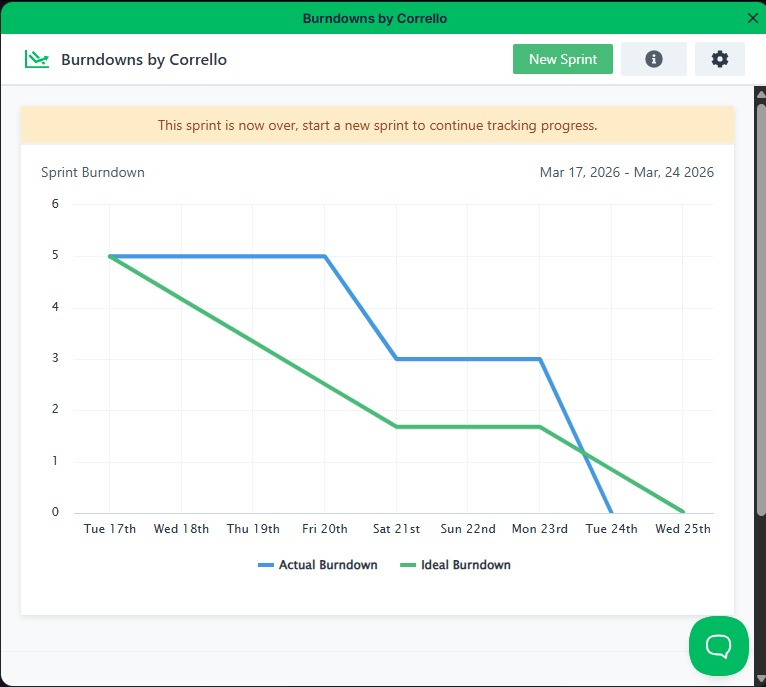 Burndowns by Corrello
Burndowns by Corrello
New Sprint
This sprint is now over, start a new sprint to continue tracking progress.
Sprint Burndown
Mar 17, 2026 - Mar, 24 2026
6
5
4
3
2
1
0
Tue 17th Wed 18th Thu 19th Fri 20th Sat 21st Sun 22nd Mon 23rd Tue 24th Wed 25th
Actual Burndown Ideal Burndown